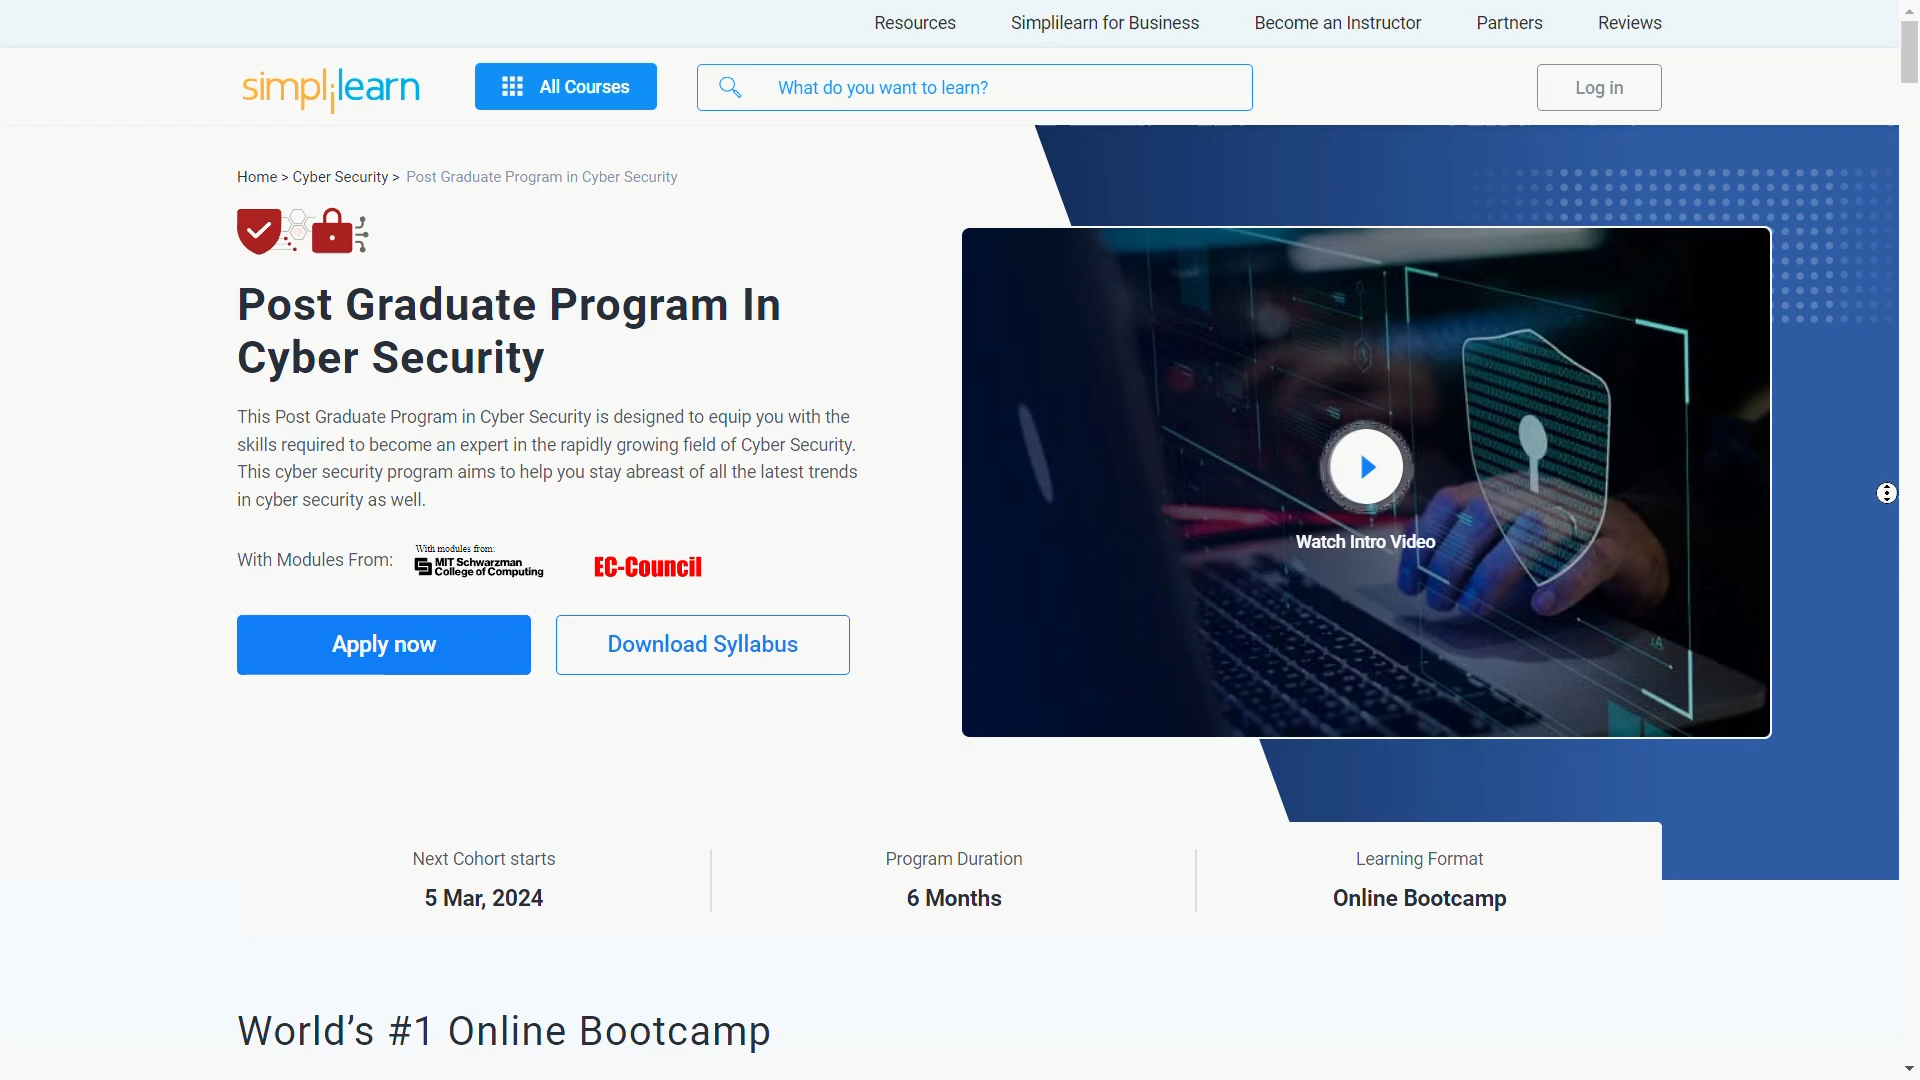 Resources Simplilearn for Business Become an Instructor Partners Reviews
simplilearn All Courses What do you want to learn? Log in
Home > Cyber Security > Post Graduate Program in Cyber Security
Post Graduate Program In
Cyber Security
This Post Graduate Program in Cyber Security is designed to equip you with the
skills required to become an expert in the rapidly growing field of Cyber Security.
This cyber security program aims to help you stay abreast of all the latest trends
in cyber security as well.
With Modules From:
With modules from:
MIT Schwarzman
College of Computing
EC-Council
Apply now Download Syllabus
Watch Intro Video
Next Cohort starts Program Duration Learning Format
5 Mar, 2024 6 Months Online Bootcamp
World’s #1 Online Bootcamp